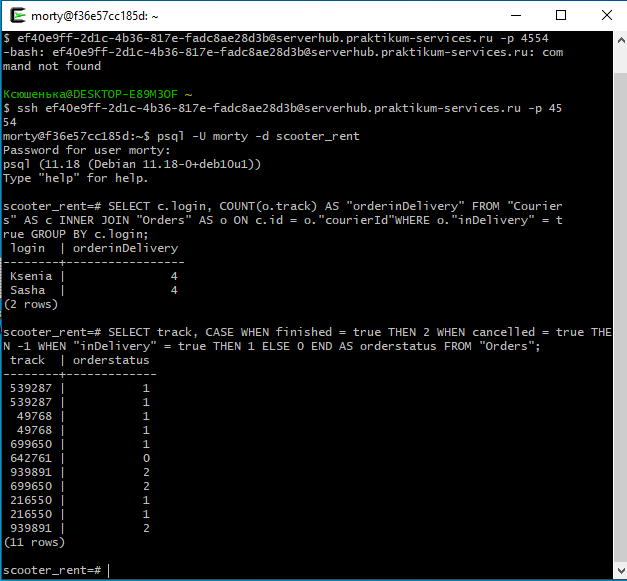 morty@f36e57cc185d: ~
$ ef40e9ff-2d1c-4b36-817e-fadc8ae28d3b@serverhub.praktikum-services.ru -p 4554
-bash: ef40e9ff-2d1c-4b36-817e-fadc8ae28d3b@serverhub.praktikum-services.ru: com
mand not found
Ксюшенька@DESKTOP-E89M3OF ~
$ ssh ef40e9ff-2d1c-4b36-817e-fadc8ae28d3b@serverhub.praktikum-services.ru -p 45
54
morty@f36e57cc185d:~$ psql -U morty -d scooter_rent
Password for user morty:
psql (11.18 (Debian 11.18-0+deb10u1))
Type "help" for help.
scooter_rent=# SELECT c.login, COUNT(o.track) AS "orderinDelivery" FROM "Courier
s" AS c INNER JOIN "Orders" AS o ON c.id = o."courierId"WHERE o."inDelivery" = t
rue GROUP BY c.login;
login | orderinDelivery
--------+-----------------
Ksenia | 4
Sasha | 4
(2 rows)
scooter_rent=# SELECT track, CASE WHEN finished = true THEN 2 WHEN cancelled = true THE
N -1 WHEN "inDelivery" = true THEN 1 ELSE 0 END AS orderstatus FROM "Orders";
track | orderstatus
--------+-------------
539287 | 1
539287 | 1
49768 | 1
49768 | 1
699650 | 1
642761 | 0
939891 | 2
699650 | 2
216550 | 1
216550 | 1
939891 | 2
(11 rows)
scooter_rent=#